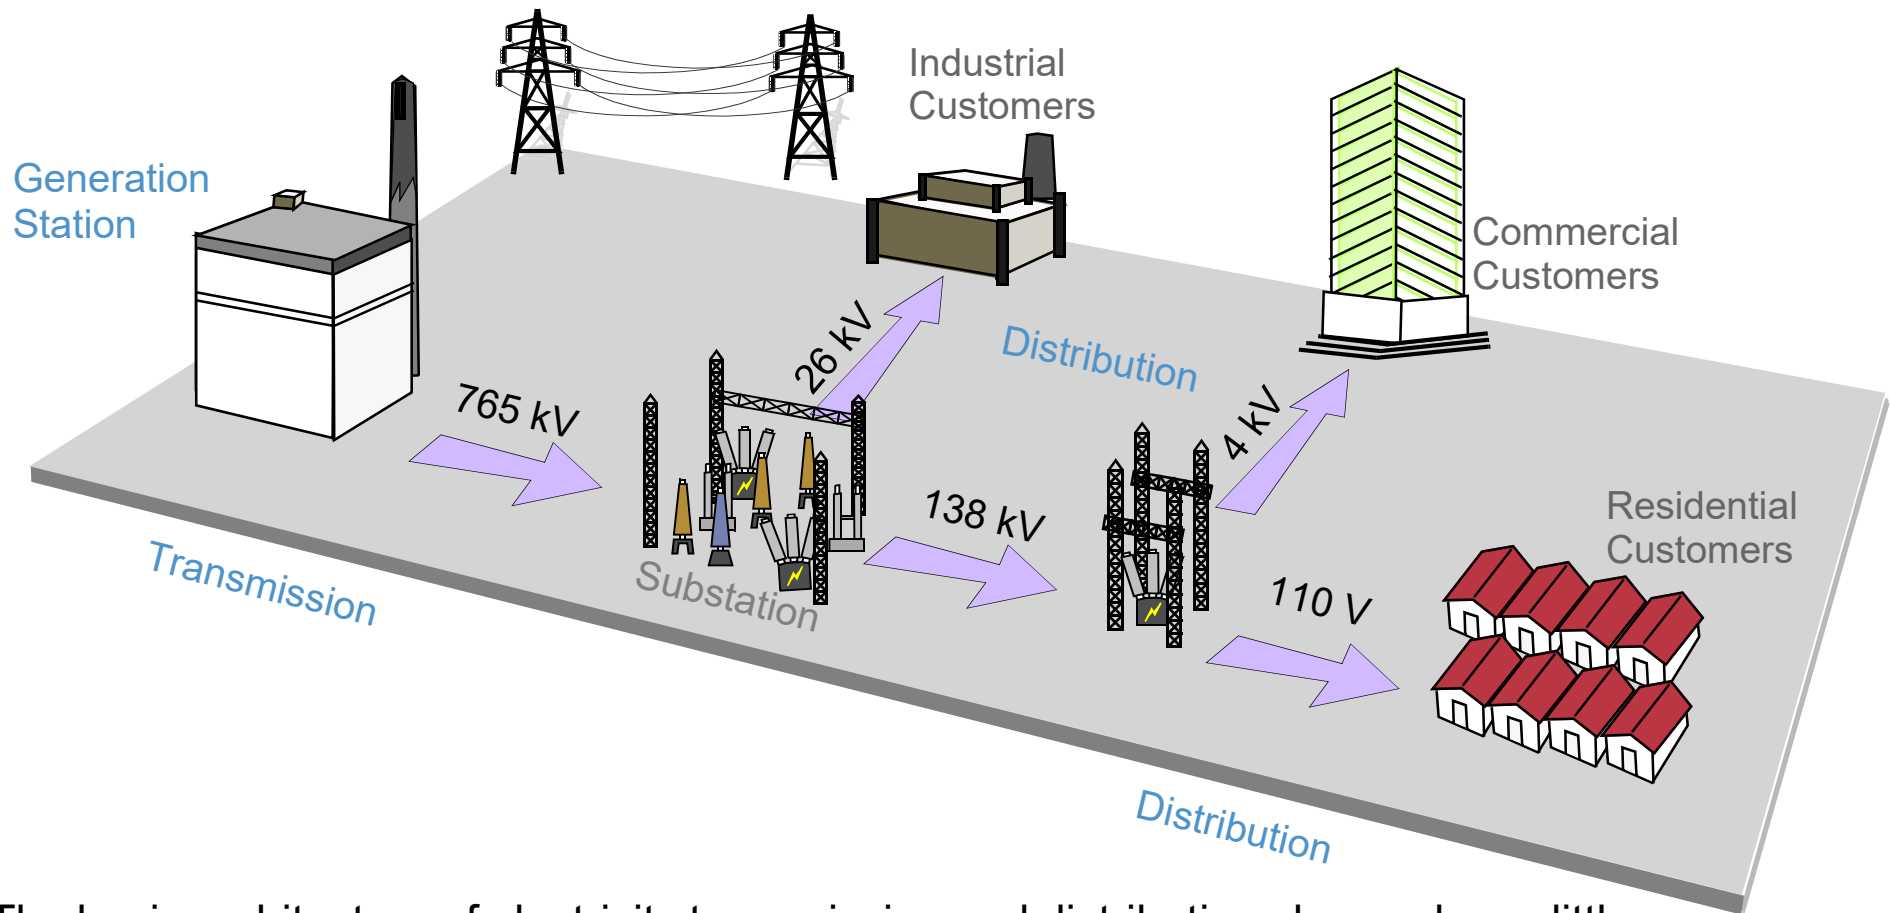 Industrial
Customers
Generation
Station
Commercial
Customers
26 kV
Distribution
765 kV
4 kV
138 kV
Residential
Customers
Transmission
Substation
110 V
Distribution